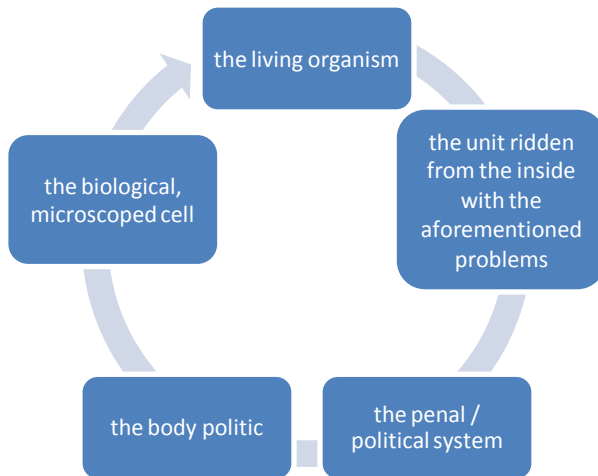 the living organism
the unit ridden
from the inside
with the
aforementioned
problems
the penal /
political system
the body politic
the biological,
microscoped cell